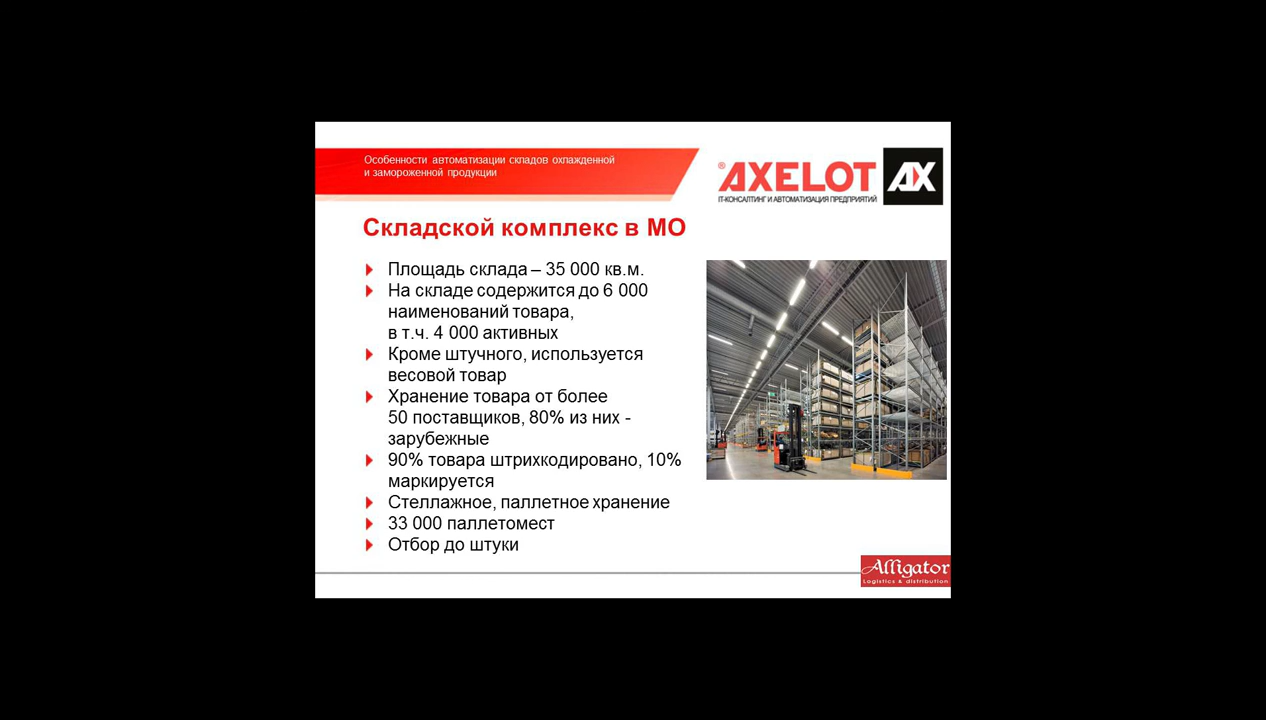 Особенности автоматизации складов охлажденной
и замороженной продукции
® AXELOT AX
IT-КОНСАЛТИНГ И АВТОМАТИЗАЦИЯ ПРЕДПРИЯТИЙ
Складской комплекс в МО
Площадь склада – 35 000 кв.м.
На складе содержится до 6 000
наименований товара,
в т.ч. 4 000 активных
Кроме штучного, используется
весовой товар
Хранение товара от более
50 поставщиков, 80% из них -
зарубежные
90% товара штрихкодировано, 10%
маркируется
Стеллажное, паллетное хранение
33 000 паллетомест
Отбор до штуки
Alligator
Logistics & distribution